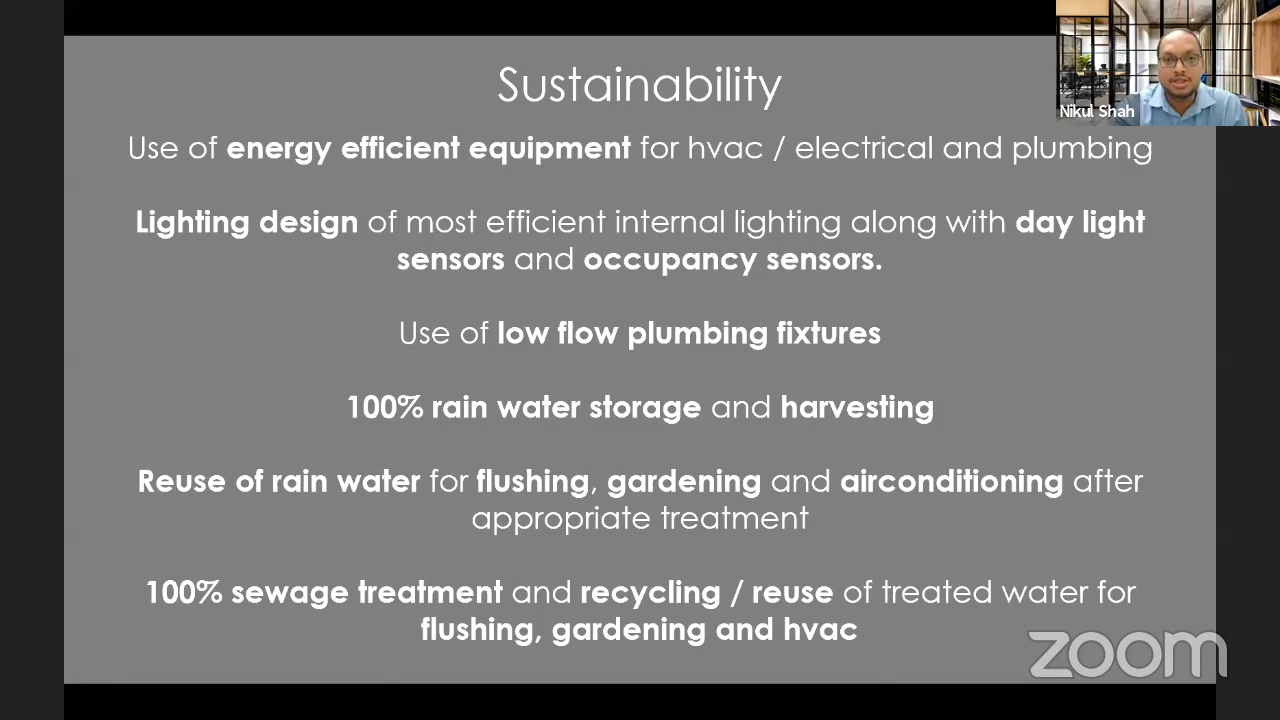 Sustainability
Nikul Shah
Use of energy efficient equipment for hvac / electrical and plumbing
Lighting design of most efficient internal lighting along with day light
sensors and occupancy sensors.
Use of low flow plumbing fixtures
100% rain water storage and harvesting
Reuse of rain water for flushing, gardening and airconditioning after
appropriate treatment
100% sewage treatment and recycling / reuse of treated water for
flushing, gardening and hvac
zoom